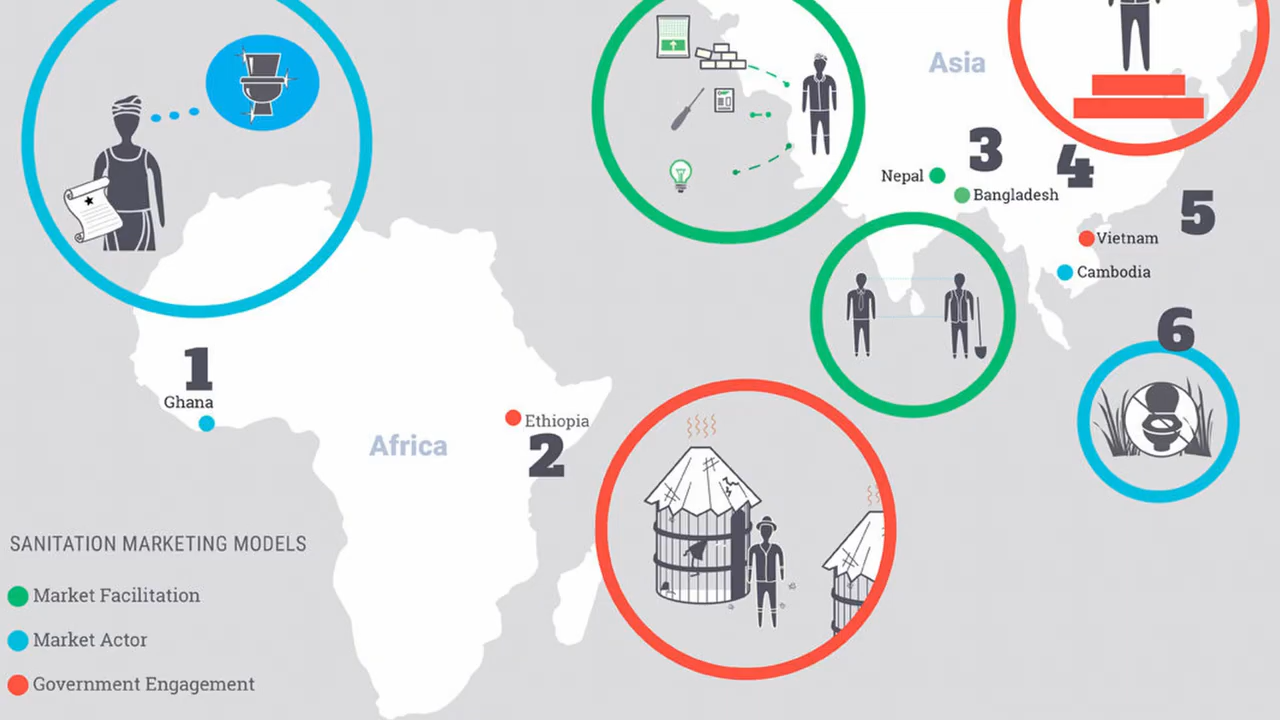 Asia
3
4
Nepal
Bangladesh
5
Vietnam
Cambodia
6
1
Ghana
Ethiopia
2
Africa
SANITATION MARKETING MODELS
Market Facilitation
Market Actor
Government Engagement